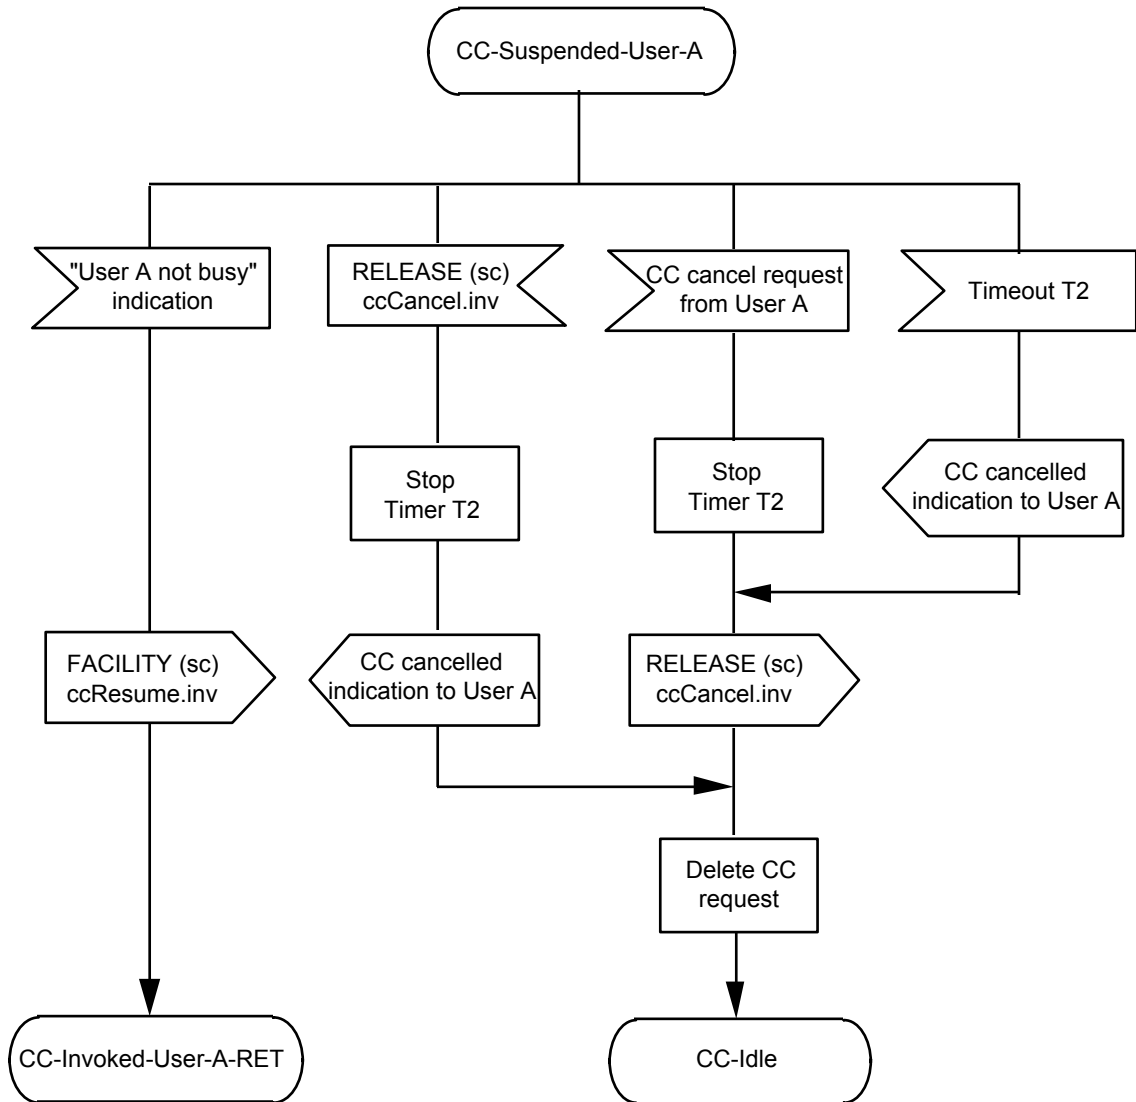 CC-Suspended-User-A
"User A not busy"
indication
RELEASE (sc)
ccCancel.inv
CC cancel request
from User A
Timeout T2
Stop
Timer T2
Stop
Timer T2
CC cancelled
indication to User A
FACILITY (sc)
ccResume.inv
CC cancelled
indication to User A
RELEASE (sc)
ccCancel.inv
Delete CC
request
CC-Invoked-User-A-RET
CC-Idle